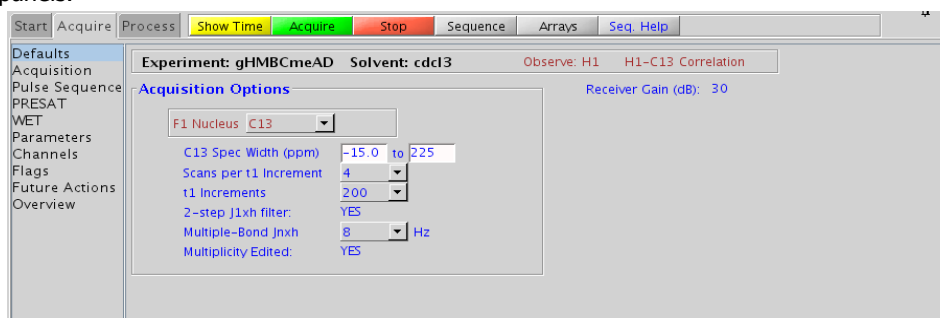 panels.
Start Acquire Process Show Time Acquire Stop Sequence Arrays Seq. Help
Defaults
Acquisition
Pulse Sequence
PRESAT
WET
Parameters
Channels
Flags
Future Actions
Overview
Experiment: gHMBCmeAD Solvent: cdcl3 Observe: H1 H1-C13 Correlation
Acquisition Options Receiver Gain (dB): 30
F1 Nucleus C13
C13 Spec Width (ppm) -15.0 to 225
Scans per t1 Increment 4
t1 Increments 200
2-step J1xh filter: YES
Multiple-Bond Jnxh 8 Hz
Multiplicity Edited: YES